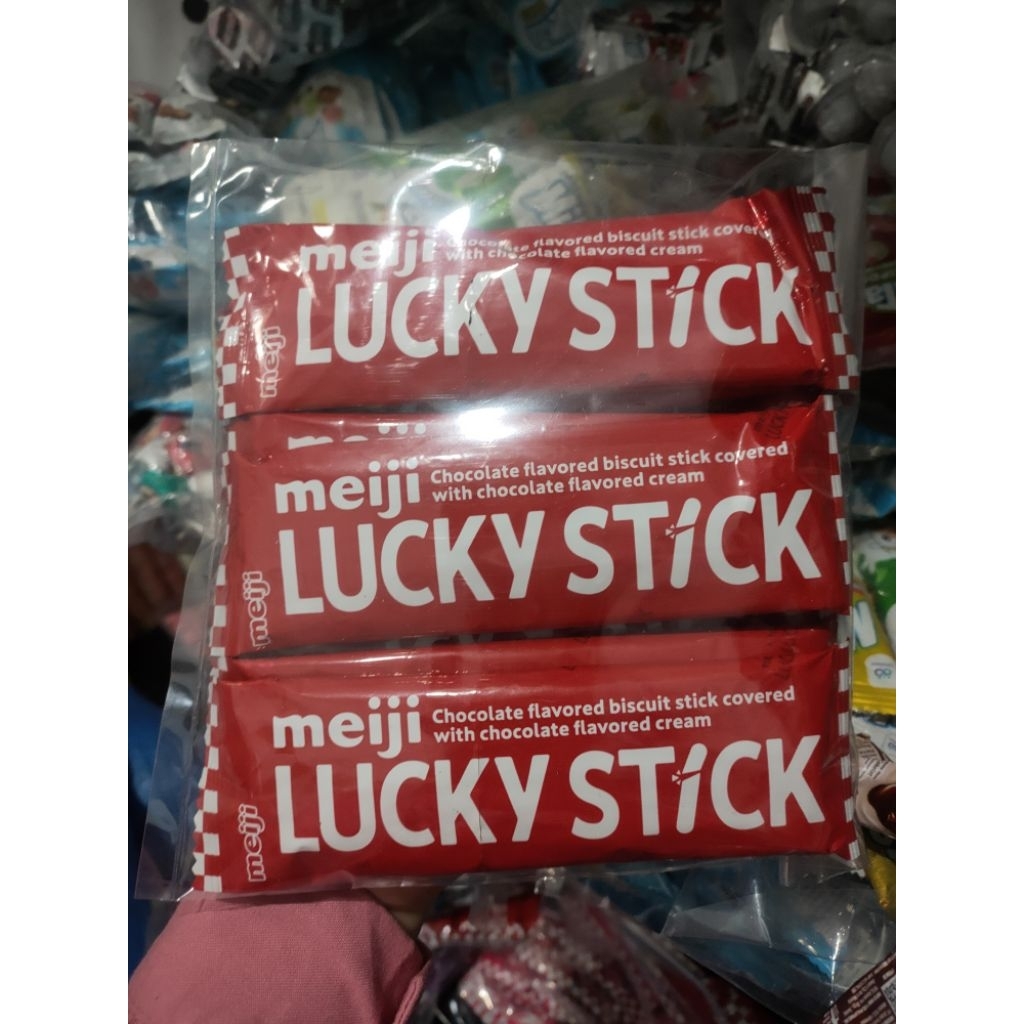 meiji Chocolate flavored biscuit stick covered
with chocolate flavored cream
LUCKY STICK
meiji
meiji Chocolate flavored biscuit stick covered
with chocolate flavored cream
LUCKY STICK
meiji
meiji Chocolate flavored biscuit stick covered
with chocolate flavored cream
LUCKY STICK
meiji